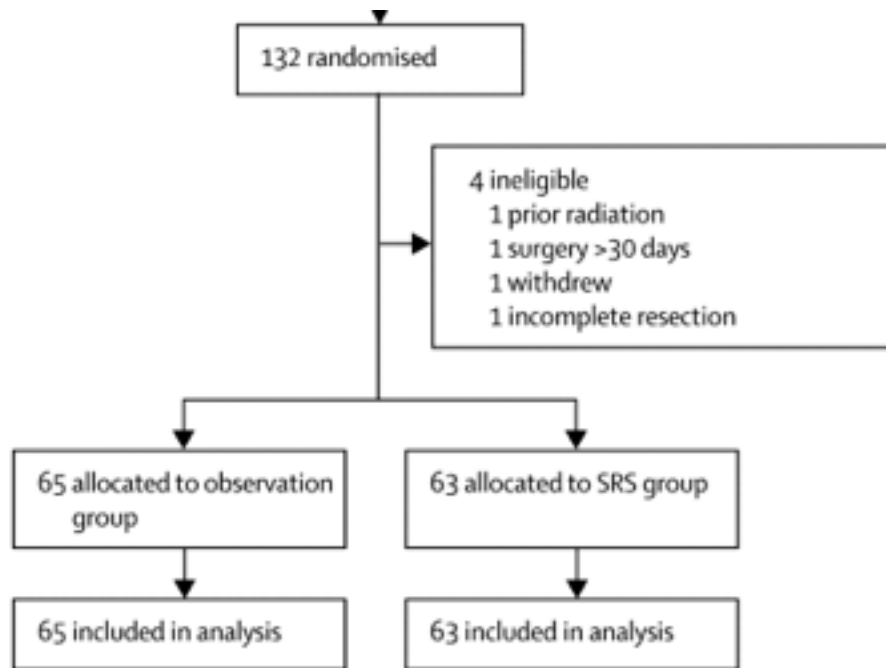 132 randomised
4 ineligible
1 prior radiation
1 surgery >30 days
1 withdrew
1 incomplete resection
65 allocated to observation
group
63 allocated to SRS group
65 included in analysis
63 included in analysis